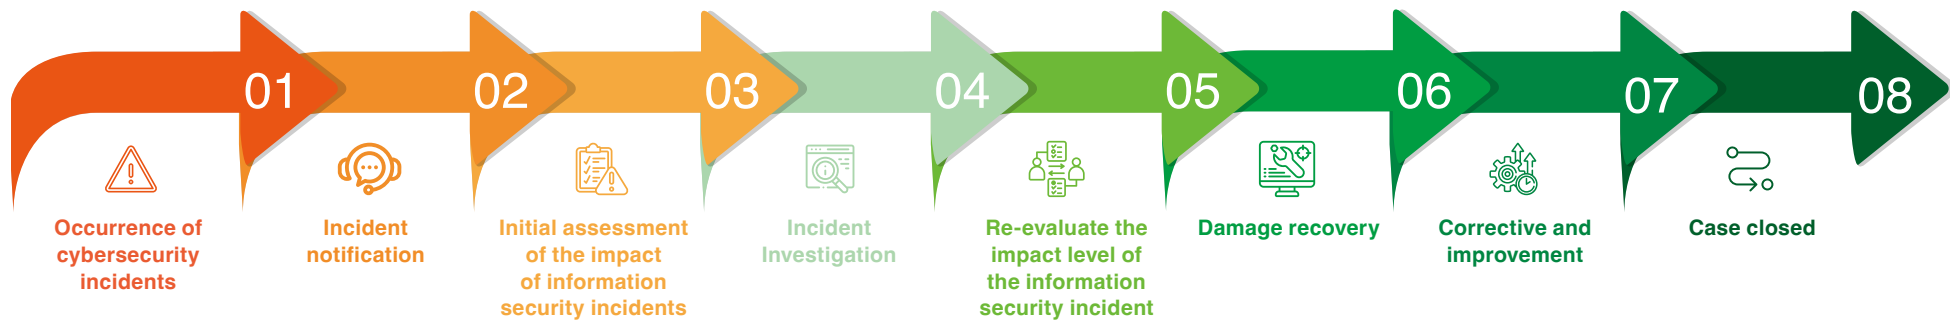 01
02
03
04
05
06
07
08
Occurrence of
cybersecurity
incidents
Incident
notification
Initial assessment
of the impact
of information
security incidents
Incident
Investigation
Re-evaluate the
impact level of
the information
security incident
Damage recovery
Corrective and
improvement
Case closed